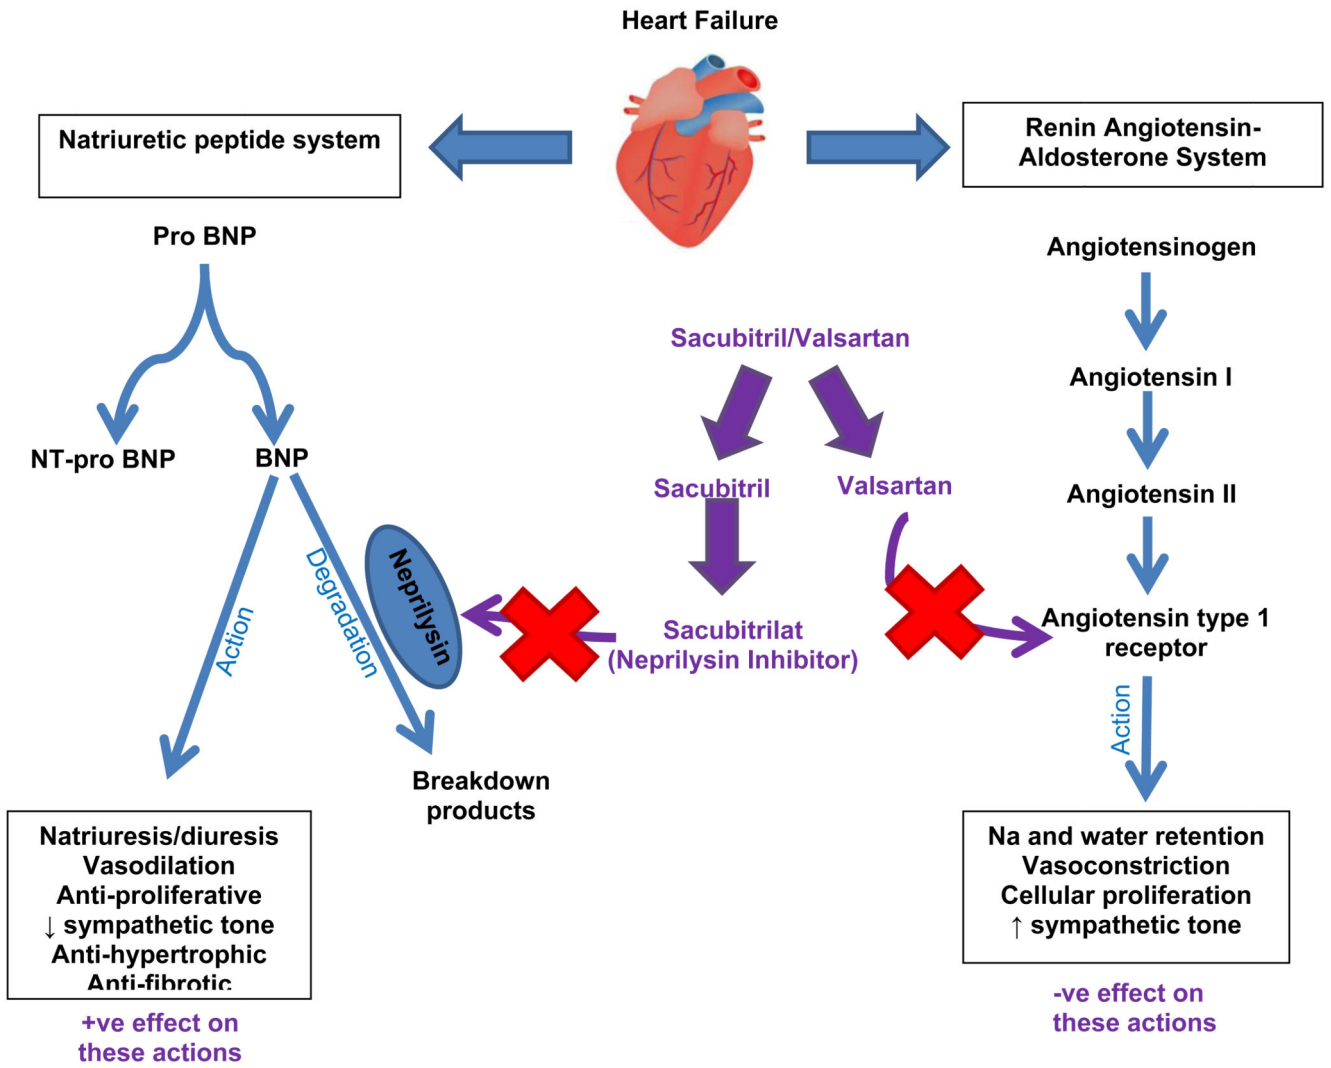 Heart Failure
Natriuretic peptide system
Renin Angiotensin-
Aldosterone System
Pro BNP
NT-pro BNP
BNP
Action
Degradation
Neprilysin
Breakdown
products
Natriuresis/diuresis
Vasodilation
Anti-proliferative
↓ sympathetic tone
Anti-hypertrophic
Anti-fibrotic
+ve effect on
these actions
Sacubitril/Valsartan
Sacubitril
Valsartan
Sacubitrilat
(Neprilysin Inhibitor)
Angiotensinogen
Angiotensin I
Angiotensin II
Angiotensin type 1
receptor
Action
Na and water retention
Vasoconstriction
Cellular proliferation
↑ sympathetic tone
-ve effect on
these actions